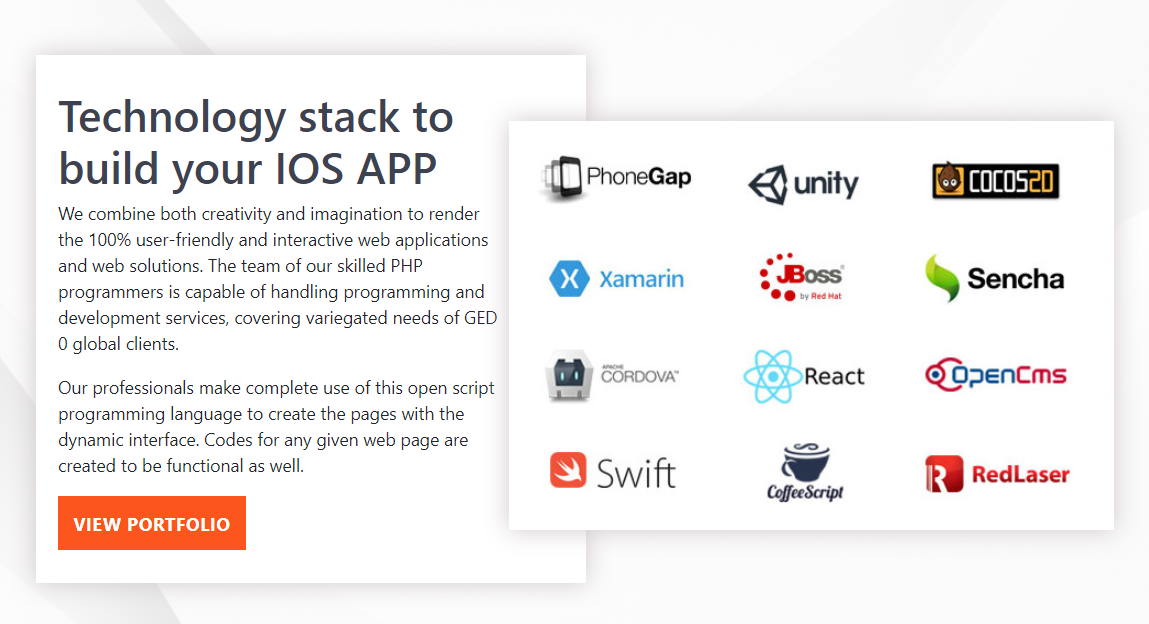 Technology stack to
build your IOS APP
We combine both creativity and imagination to render
the 100% user-friendly and interactive web applications
and web solutions. The team of our skilled PHP
programmers is capable of handling programming and
development services, covering variegated needs of GED
0 global clients.
Our professionals make complete use of this open script
programming language to create the pages with the
dynamic interface. Codes for any given web page are
created to be functional as well.
VIEW PORTFOLIO
PhoneGap
unity
COCOS2D
Xamarin
JBoss®
by Red Hat
Sencha
APACHE
CORDOVA™
React
OpenCms
Swift
CoffeeScript
RedLaser